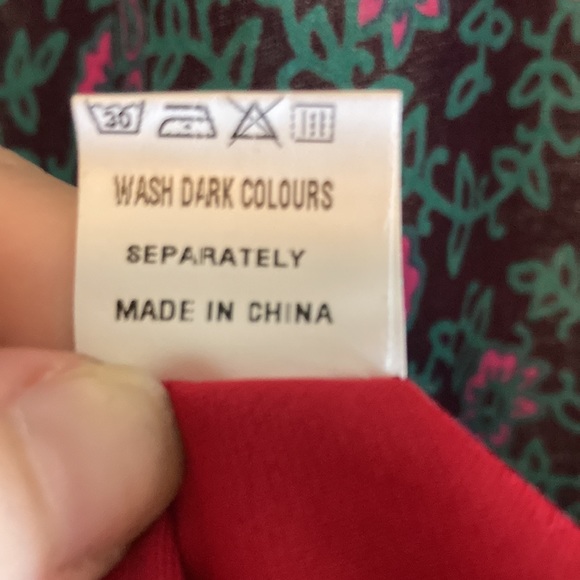 30
WASH DARK COLOURS
SEPARATELY
MADE IN CHINA